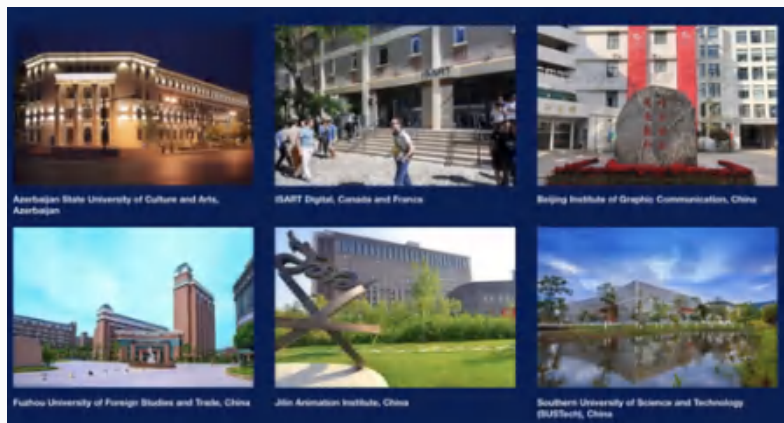 ISART
Azerbaijan State University of Culture and Arts,
Azerbaijan
ISART Digital, Canada and France
Beijing Institute of Graphic Communication, China
Fuzhou University of Foreign Studies and Trade, China
Jilin Animation Institute, China
Southern University of Science and Technology
(SUSTech), China